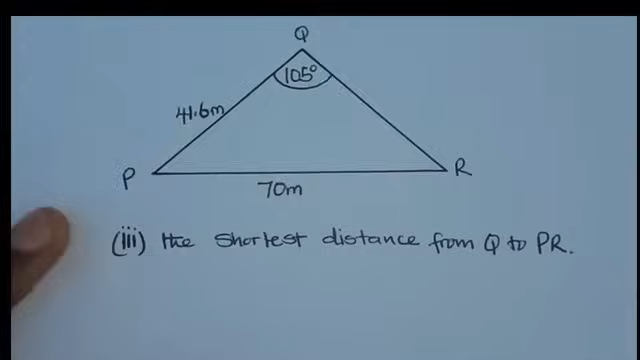 Q
105°
41.6m
P
R
70m
(iii) the shortest distance from Q to PR.